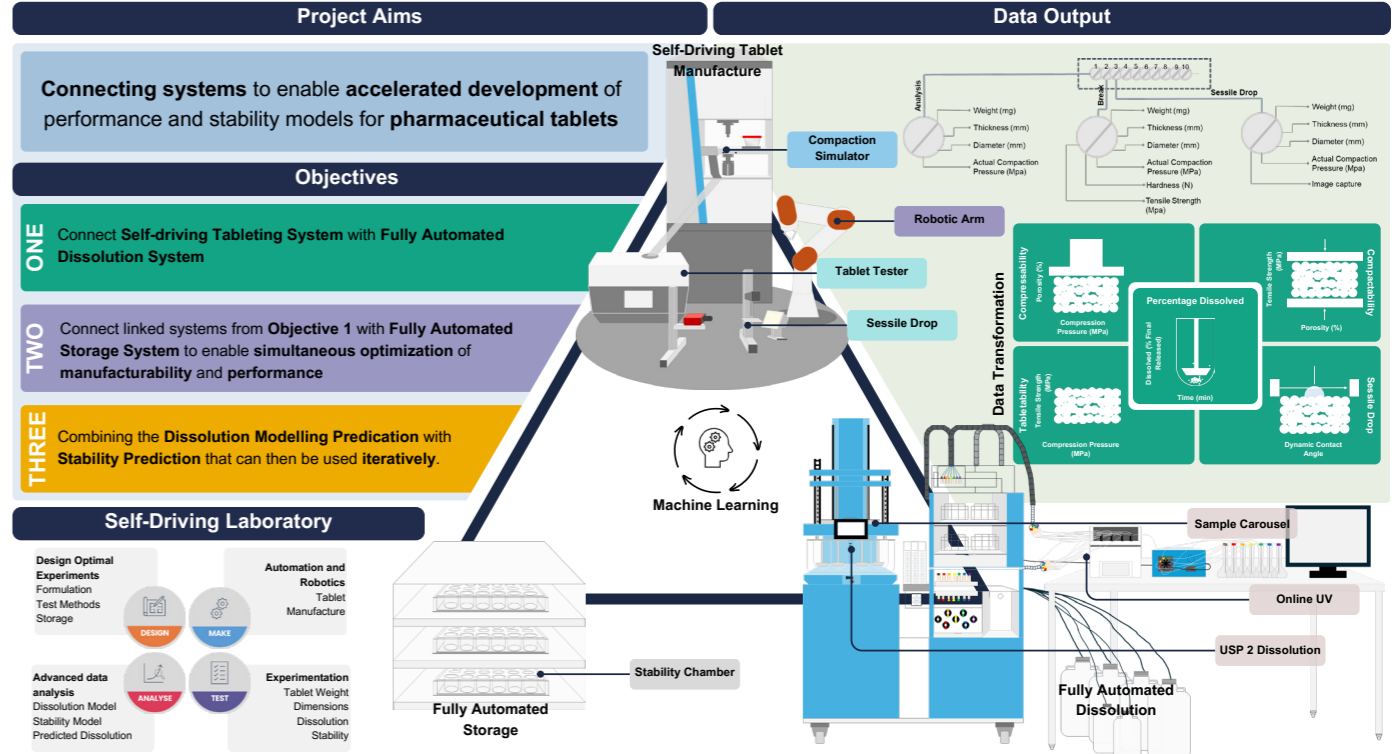 Project Aims
Connecting systems to enable accelerated development of
performance and stability models for pharmaceutical tablets
Objectives
ONE
Connect Self-driving Tableting System with Fully Automated
Dissolution System
TWO
Connect linked systems from Objective 1 with Fully Automated
Storage System to enable simultaneous optimization of
manufacturability and performance
THREE
Combining the Dissolution Modelling Predication with
Stability Prediction that can then be used iteratively.
Self-Driving Laboratory
Design Optimal
Experiments
Formulation
Test Methods
Storage
Automation and
Robotics
Tablet
Manufacture
DESIGN
MAKE
ANALYSE
TEST
Advanced data
analysis
Dissolution Model
Stability Model
Predicted Dissolution
Experimentation
Tablet Weight
Dimensions
Dissolution
Stability
Self-Driving Tablet
Manufacture
Compaction
Simulator
Robotic Arm
Tablet Tester
Sessile Drop
Machine Learning
Stability Chamber
Fully Automated
Storage
Sample Carousel
Online UV
USP 2 Dissolution
Fully Automated
Dissolution
Data Output
1 2 3 4 5 6 7 8 9 10
Analysis
Weight (mg)
Thickness (mm)
Diameter (mm)
Actual Compaction
Pressure (Mpa)
Break
Weight (mg)
Thickness (mm)
Diameter (mm)
Actual Compaction
Pressure (MPa)
Hardness (N)
Tensile Strength
(Mpa)
Sessile Drop
Weight (mg)
Thickness (mm)
Diameter (mm)
Actual Compaction
Pressure (Mpa)
Image capture
Data Transformation
Compressability
Porosity (%)
Compression
Pressure (MPa)
Compactability
Tensile Strength
(MPa)
Porosity (%)
Percentage Dissolved
Dissolved (% Final
Released)
Time (min)
Tabletability
Tensile Strength
(MPa)
Compression Pressure
(MPa)
Sessile Drop
Dynamic Contact
Angle